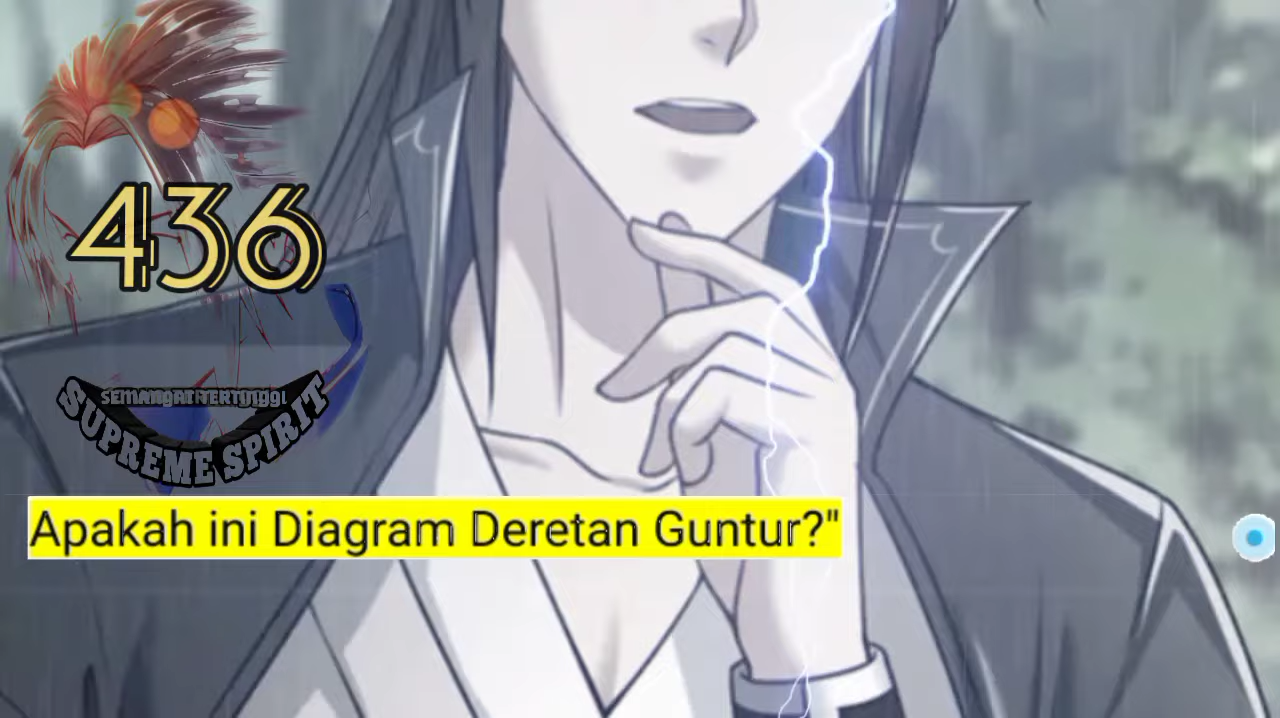 436
SEMANGAT TERTINGGI
SUPREME SPIRIT
Apakah ini Diagram Deretan Guntur?"